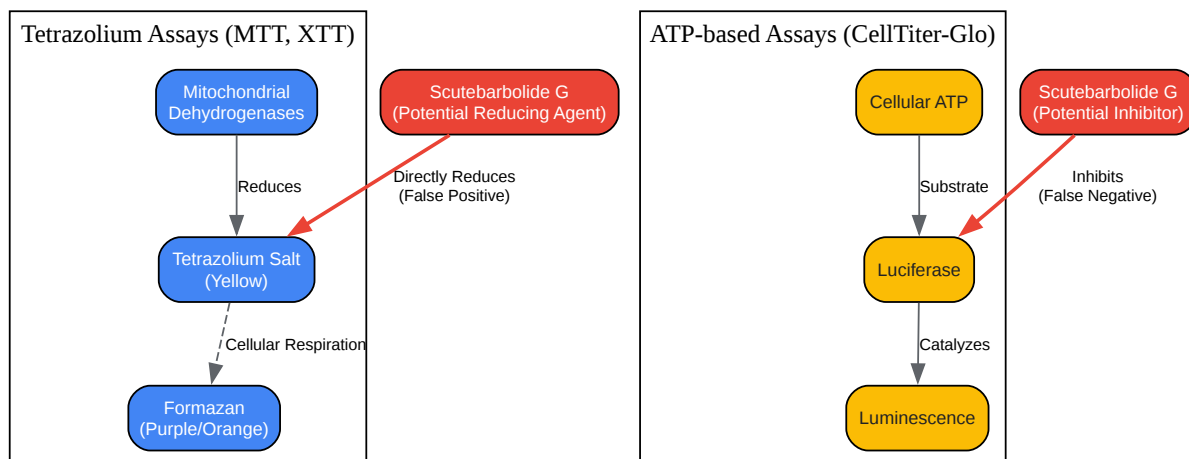 Tetrazolium Assays (MTT, XTT)
Mitochondrial
Dehydrogenases
Scutebarbolide G
(Potential Reducing Agent)
Reduces
Directly Reduces
(False Positive)
Tetrazolium Salt
(Yellow)
Cellular Respiration
Formazan
(Purple/Orange)
ATP-based Assays (CellTiter-Glo)
Cellular ATP
Scutebarbolide G
(Potential Inhibitor)
Substrate
Inhibits
(False Negative)
Luciferase
Catalyzes
Luminescence